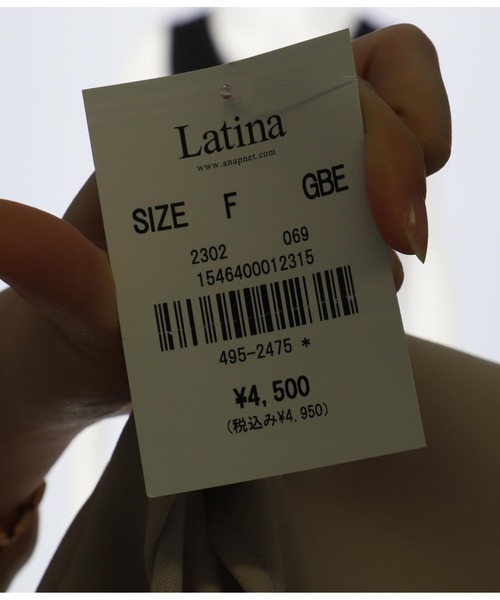 Latina
www.anapnet.com
SIZE F GBE
2302 069
1546400012315
495-2475 *
¥4,500
(税込み¥4,950)